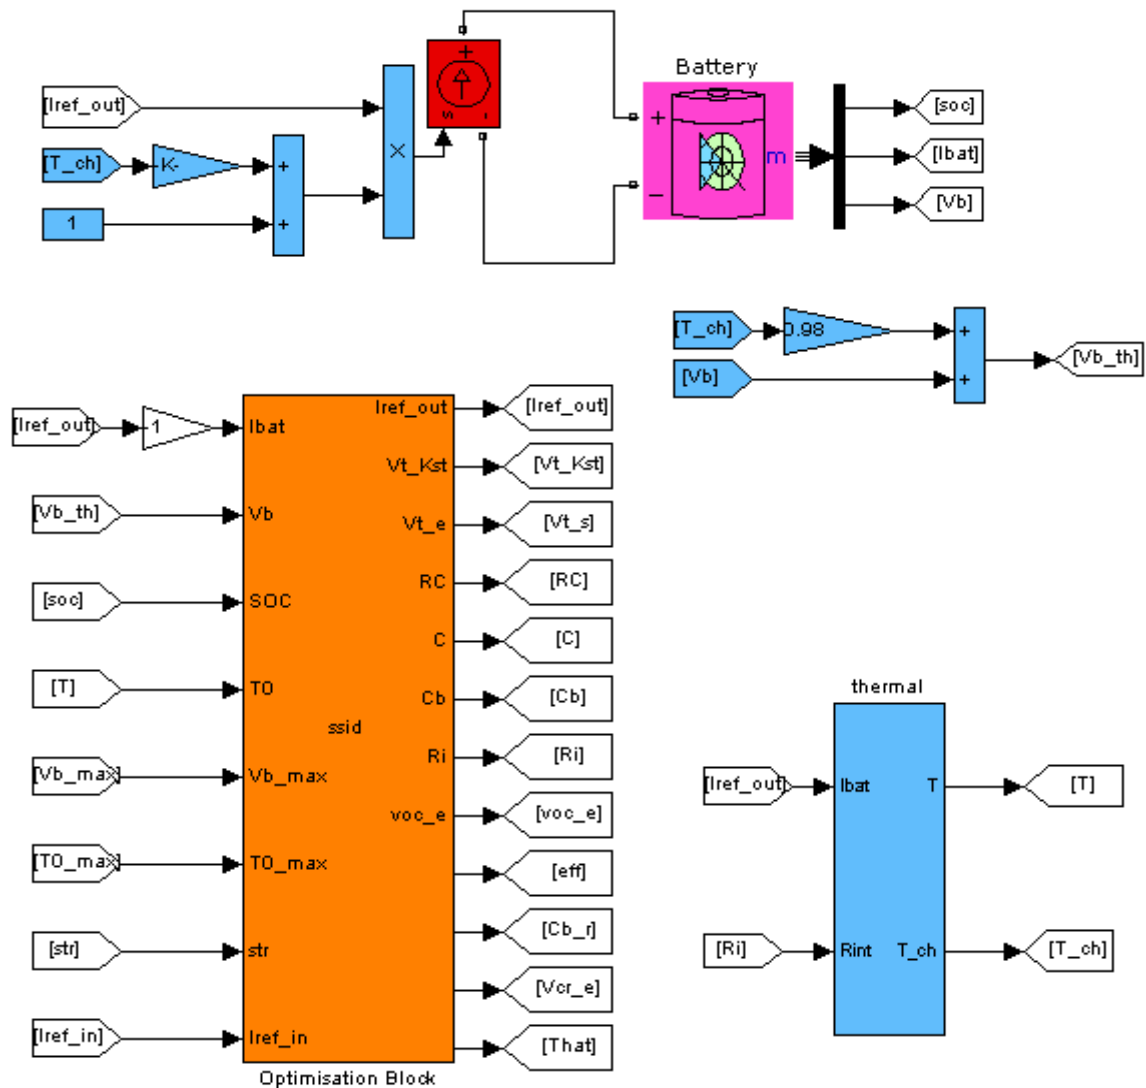 Battery
[Iref_out]
[T_ch]
K-
1
+
+
×
+
s
-
+
−
m
[soc]
[Ibat]
[Vb]
[T_ch]
0.98
[Vb]
+
+
[Vb_th]
[Iref_out]
-1
Ibat
[Vb_th]
Vb
[soc]
SOC
[T]
T0
[Vb_max]
Vb_max
[T0_max]
T0_max
[str]
str
[Iref_in]
Iref_in
ssid
Iref_out
[Iref_out]
Vt_Kst
[Vt_Kst]
Vt_e
[Vt_s]
RC
[RC]
C
[C]
Cb
[Cb]
Ri
[Ri]
voc_e
[voc_e]
[eff]
[Cb_r]
[Vcr_e]
[That]
Optimisation Block
thermal
[Iref_out]
Ibat
T
[T]
[Ri]
Rint
T_ch
[T_ch]